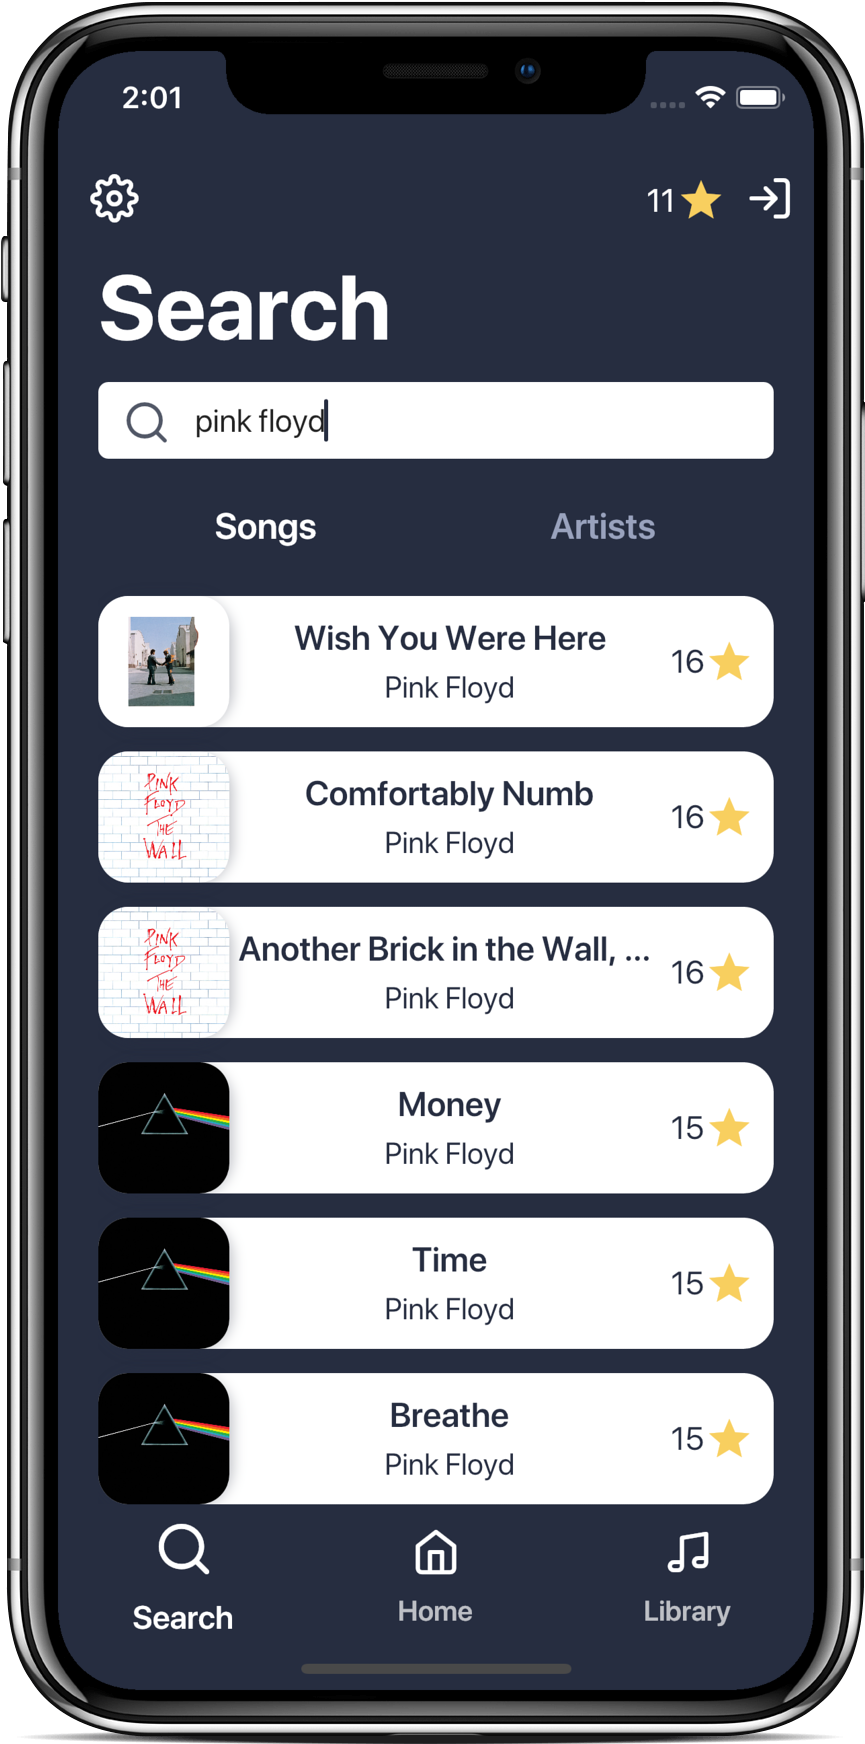 2:01
11
Search
pink floyd
Songs
Artists
Wish You Were Here
Pink Floyd
16
PINK
FLOYD
THE
WALL
Comfortably Numb
Pink Floyd
16
PINK
FLOYD
THE
WALL
Another Brick in the Wall, ...
Pink Floyd
16
Money
Pink Floyd
15
Time
Pink Floyd
15
Breathe
Pink Floyd
15
Search
Home
Library